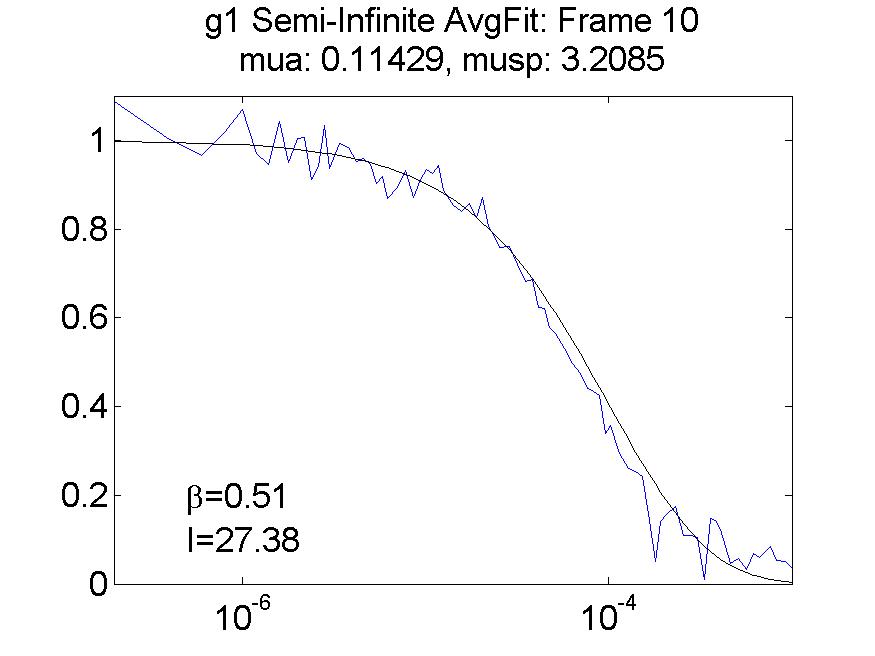 g1 Semi-Infinite AvgFit: Frame 10
mua: 0.11429, musp: 3.2085
1
0.8
0.6
0.4
0.2
0
β=0.51
I=27.38
10^-6
10^-4